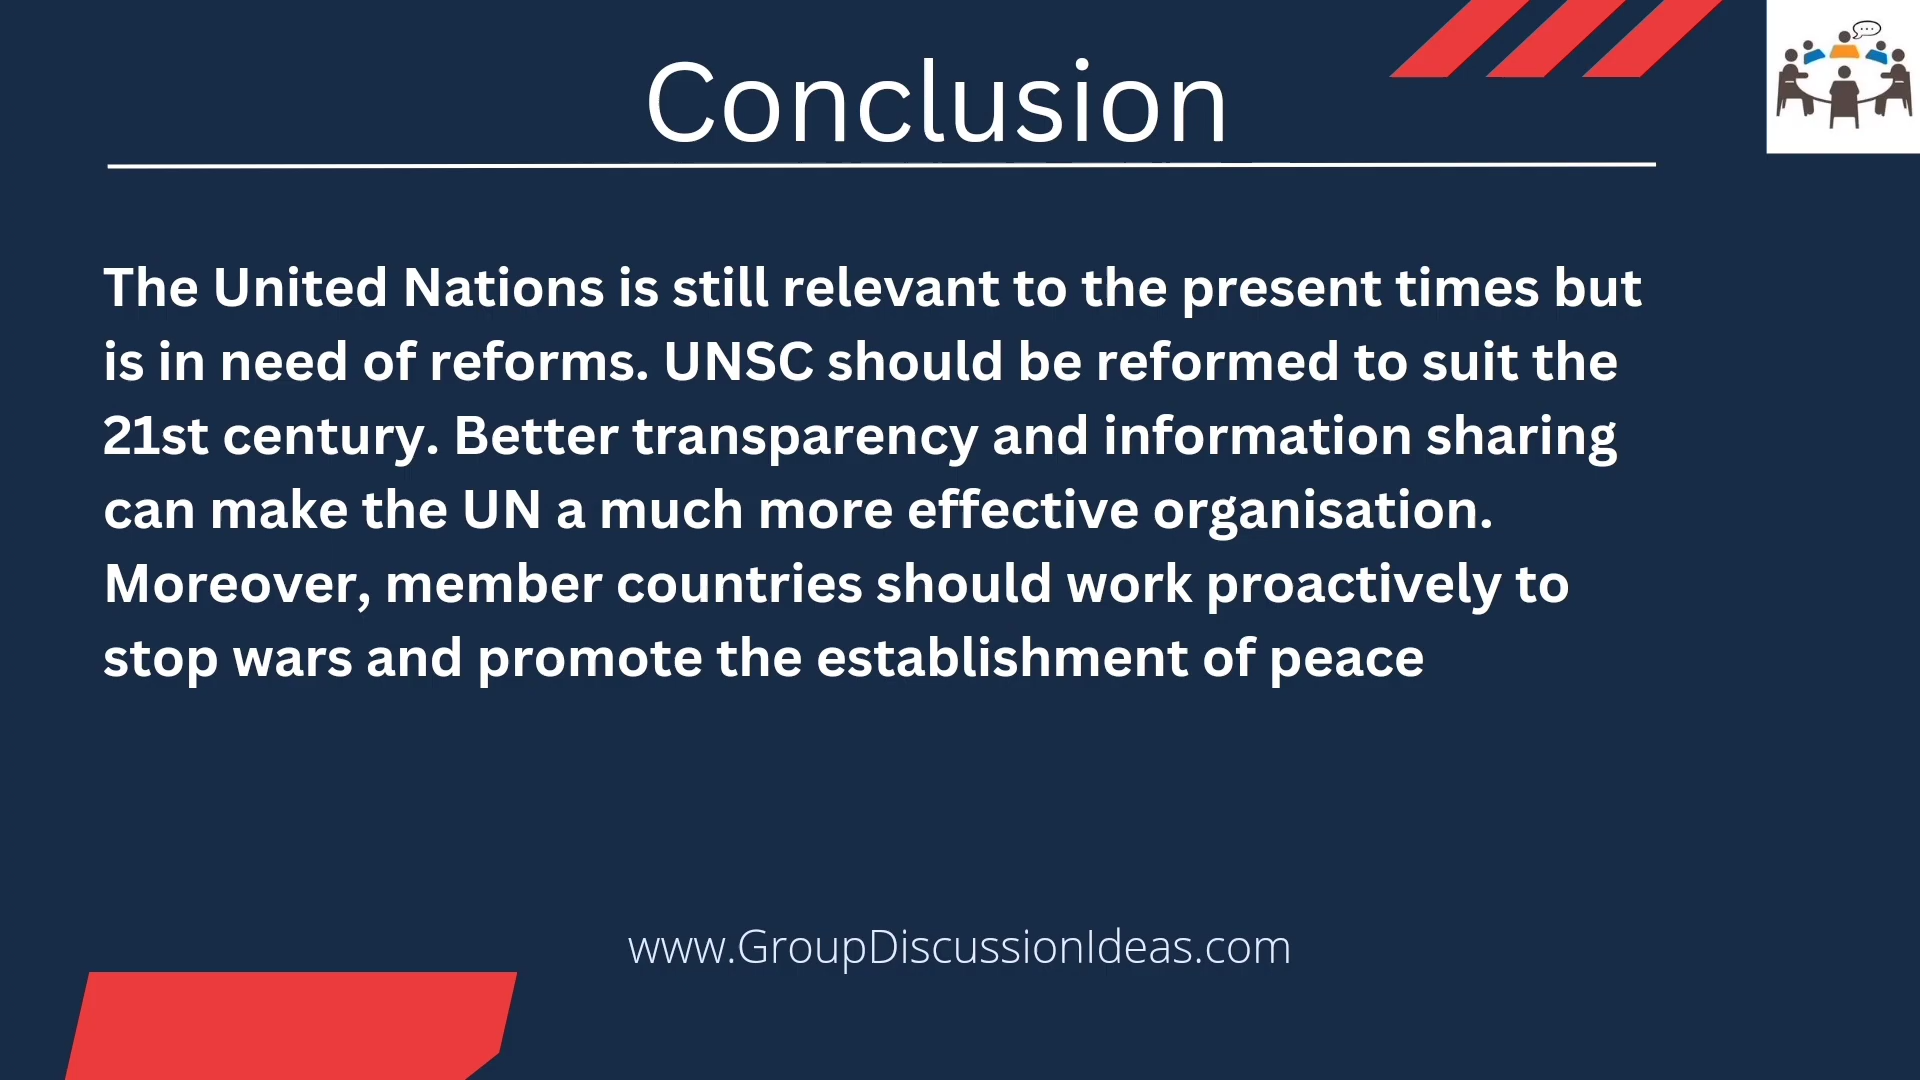 Conclusion
The United Nations is still relevant to the present times but
is in need of reforms. UNSC should be reformed to suit the
21st century. Better transparency and information sharing
can make the UN a much more effective organisation.
Moreover, member countries should work proactively to
stop wars and promote the establishment of peace
www.GroupDiscussionIdeas.com